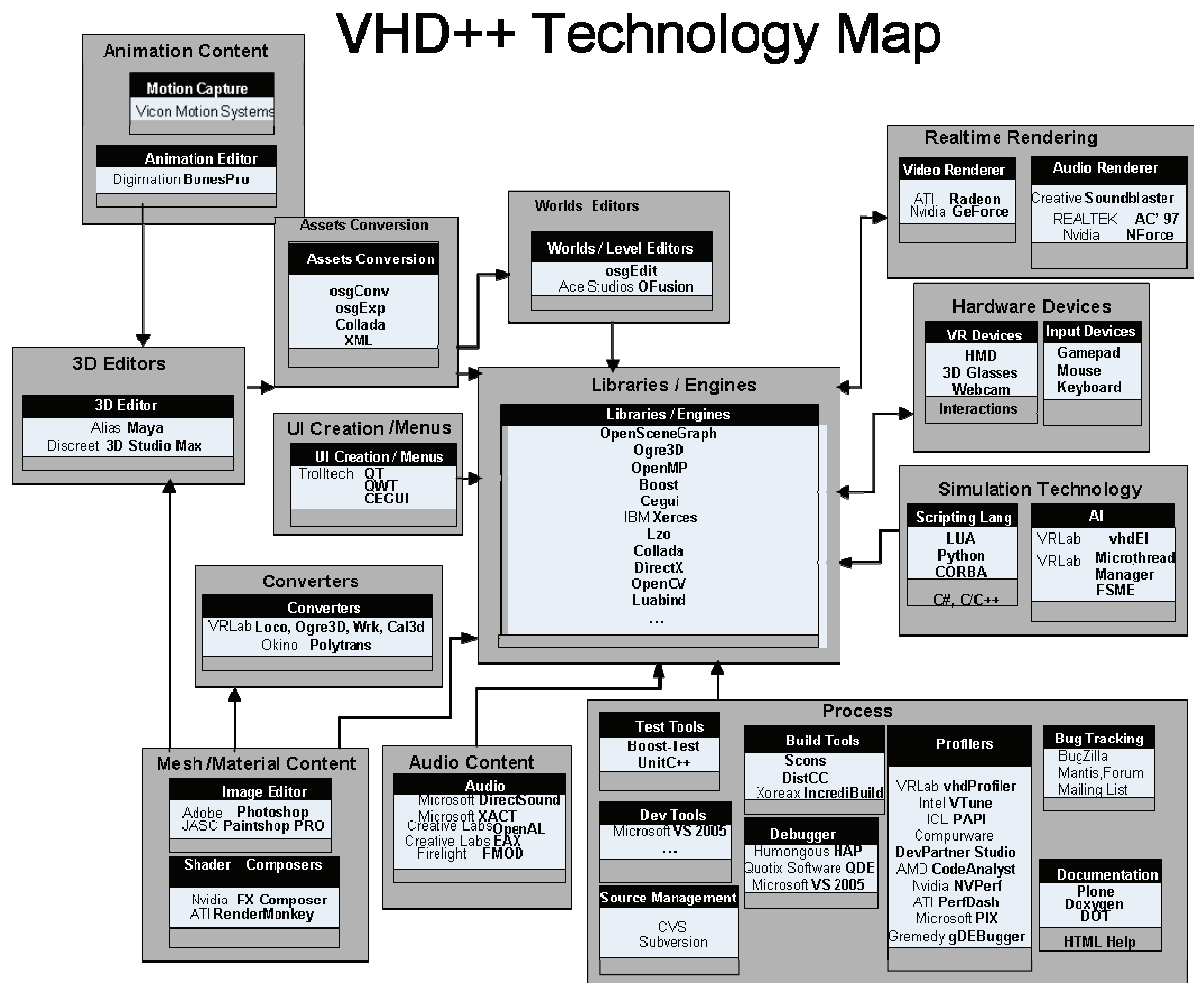 VHD++ Technology Map
Animation Content
Motion Capture
Vicon Motion Systems
Animation Editor
Digimation BonesPro
Assets Conversion
Assets Conversion
osgConv
osgExp
Collada
XML
Worlds Editors
Worlds / Level Editors
osgEdit
Ace Studios OFusion
Realtime Rendering
Video Renderer
ATI Radeon
Nvidia GeForce
Audio Renderer
Creative Soundblaster
REALTEK AC' 97
Nvidia NForce
Hardware Devices
VR Devices
HMD
3D Glasses
Webcam
Interactions
Input Devices
Gamepad
Mouse
Keyboard
3D Editors
3D Editor
Alias Maya
Discreet 3D Studio Max
UI Creation /Menus
UI Creation / Menus
Trolltech QT
QWT
CEGUI
Libraries / Engines
Libraries / Engines
OpenSceneGraph
Ogre3D
OpenMP
Boost
Cegui
IBM Xerces
Lzo
Collada
DirectX
OpenCV
Luabind
...
Simulation Technology
Scripting Lang
LUA
Python
CORBA
C#, C/C++
AI
VRLab vhdEI
VRLab Microthread
Manager
FSME
Converters
Converters
VRLab Loco, Ogre3D, Wrk, Cal3d
Okino Polytrans
Mesh/Material Content
Image Editor
Adobe Photoshop
JASC Paintshop PRO
Shader Composers
Nvidia FX Composer
ATI RenderMonkey
Audio Content
Audio
Microsoft DirectSound
Microsoft XACT
Creative Labs OpenAL
Creative Labs EAX
Firelight FMOD
Process
Test Tools
Boost-Test
UnitC++
Dev Tools
Microsoft VS 2005
...
Source Management
CVS
Subversion
Build Tools
Scons
DistCC
Xoreax IncrediBuild
Debugger
Humongous HAP
Quotix Software QDE
Microsoft VS 2005
Profilers
VRLab vhdProfiler
Intel VTune
ICL PAPI
Compurware
DevPartner Studio
AMD CodeAnalyst
Nvidia NVPerf
ATI PerfDash
Microsoft PIX
Gremedy gDEBugger
Bug Tracking
BugZilla
Mantis,Forum
Mailing List
Documentation
Plone
Doxygen
DOT
HTML Help